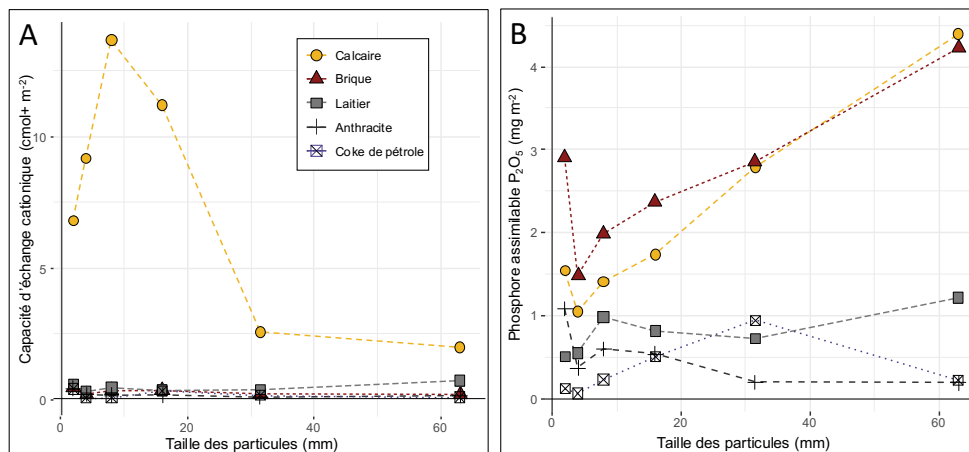 A
Capacité d'échange cationique (cmol+ m-2)
10
5
0
0
20
40
60
Taille des particules (mm)
Calcaire
Brique
Laitier
Anthracite
Coke de pétrole
B
Phosphore assimilable P2O5 (mg m-2)
4
3
2
1
0
0
20
40
60
Taille des particules (mm)